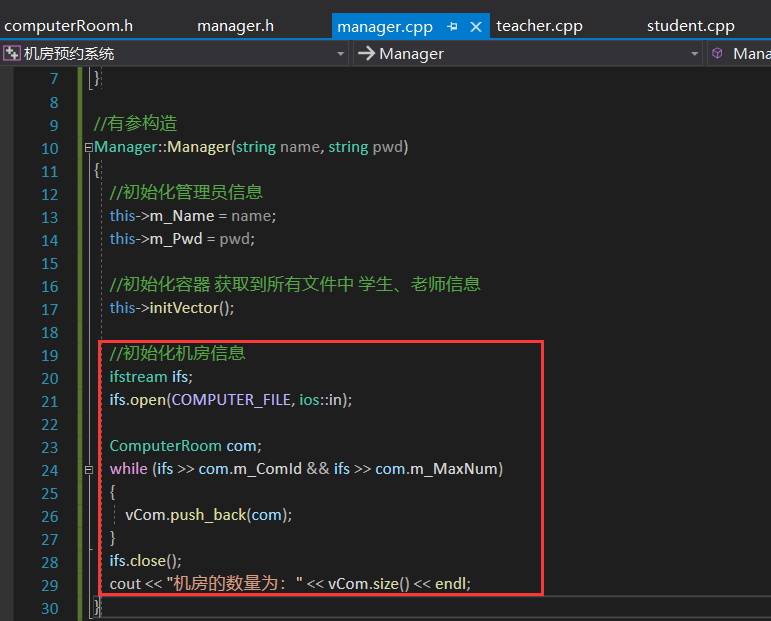 computerRoom.h manager.h manager.cpp teacher.cpp student.cpp
机房预约系统 Manager Mana
7 }
8
9 //有参构造
10 Manager::Manager(string name, string pwd)
11 {
12 //初始化管理员信息
13 this->m_Name = name;
14 this->m_Pwd = pwd;
15
16 //初始化容器 获取到所有文件中 学生、老师信息
17 this->initVector();
18
19 //初始化机房信息
20 ifstream ifs;
21 ifs.open(COMPUTER_FILE, ios::in);
22
23 ComputerRoom com;
24 while (ifs >> com.m_ComId && ifs >> com.m_MaxNum)
25 {
26 vCom.push_back(com);
27 }
28 ifs.close();
29 cout << "机房的数量为：" << vCom.size() << endl;
30 }